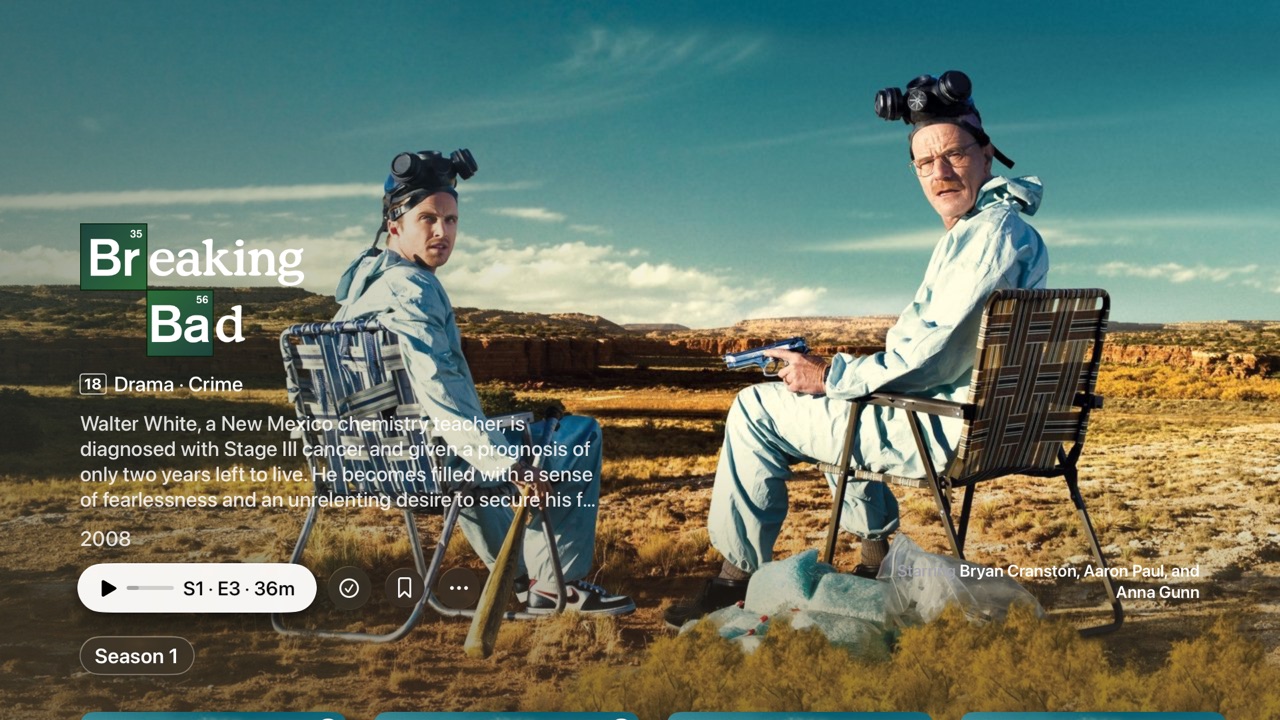 35
Breaking
56
Bad
18 Drama · Crime
Walter White, a New Mexico chemistry teacher, is
diagnosed with Stage III cancer and given a prognosis of
only two years left to live. He becomes filled with a sense
of fearlessness and an unrelenting desire to secure his f...
2008
S1 · E3 · 36m
Starring Bryan Cranston, Aaron Paul, and
Anna Gunn
Season 1